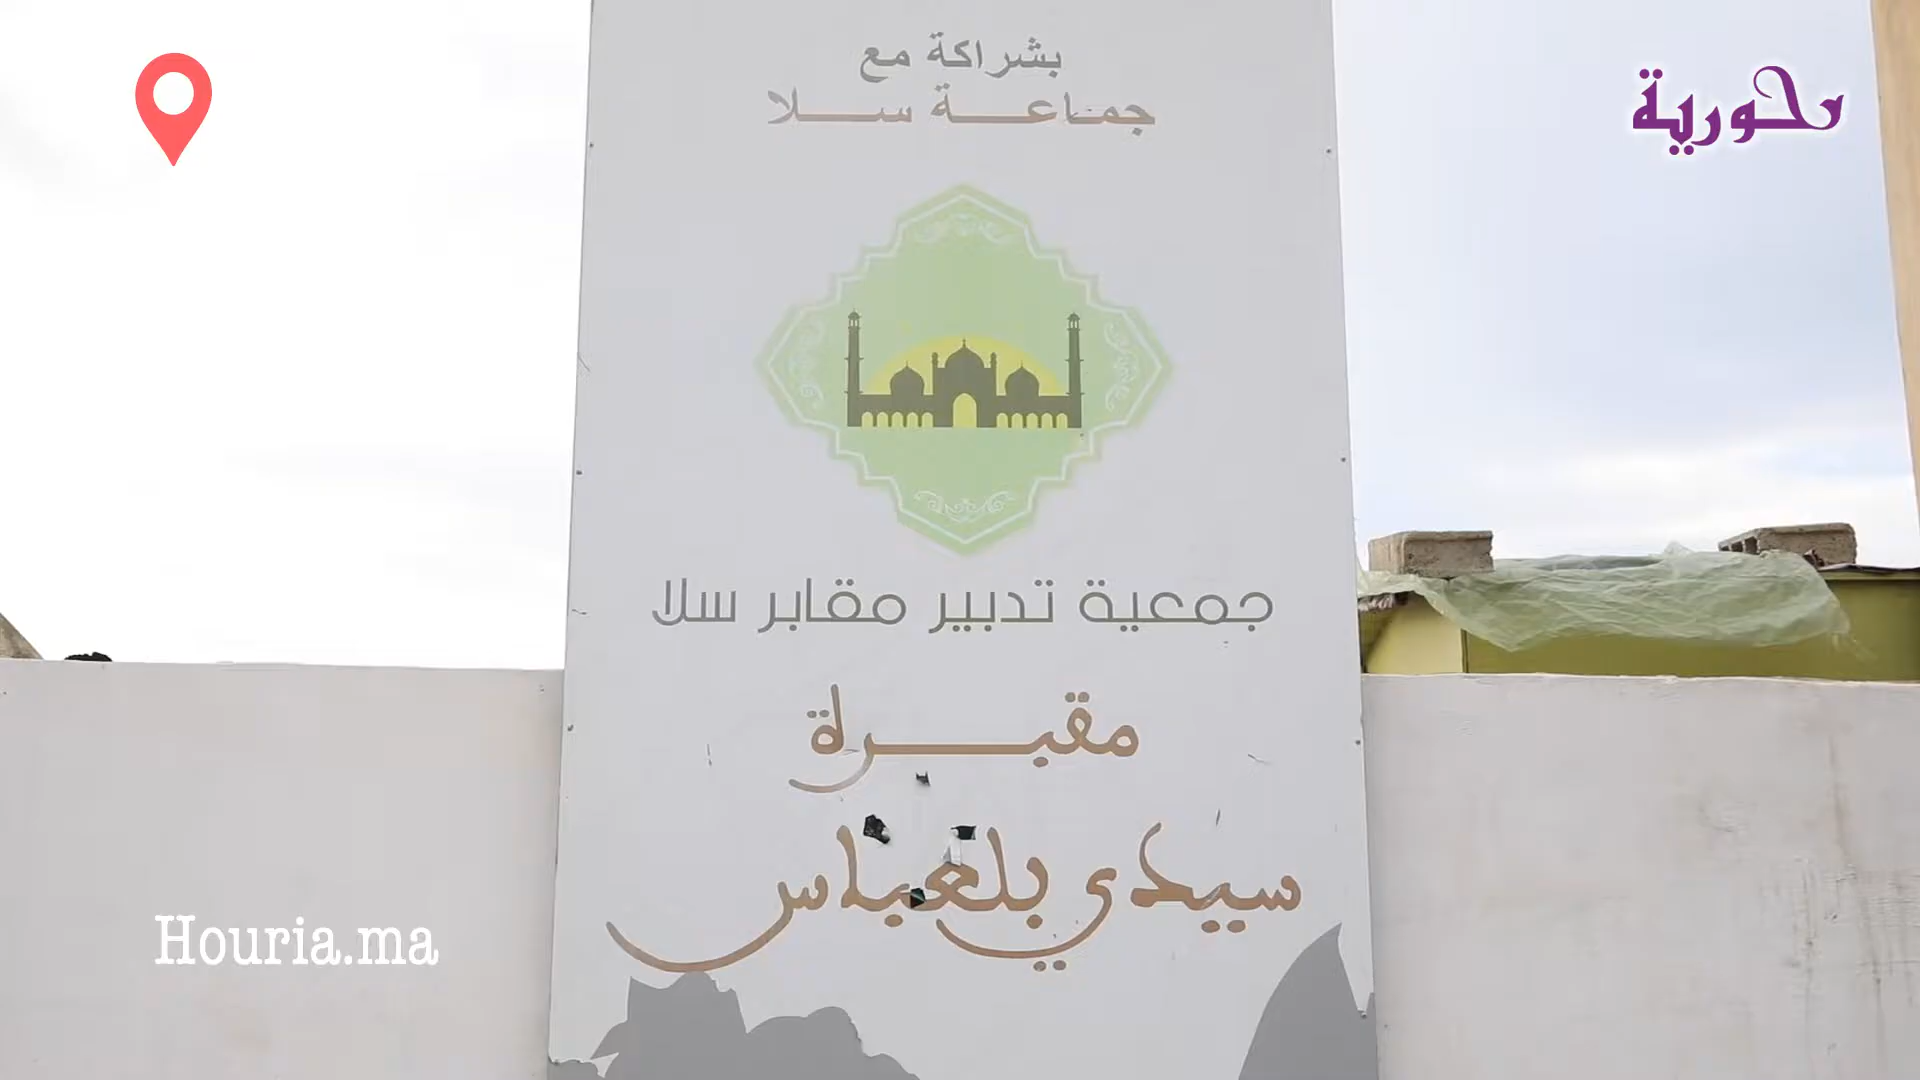 بشراكة مع
جماعة سلا
حورية
جمعية تدبير مقابر سلا
مقبرة
سيدي بلعباس
Houria.ma